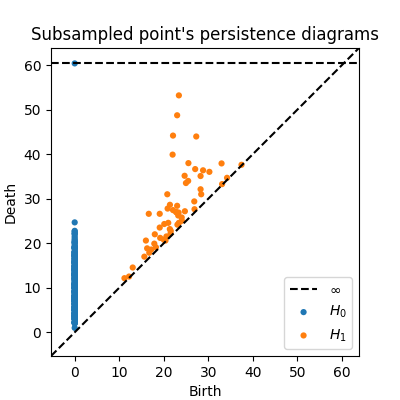 Subsampled point's persistence diagrams
60
50
40
30
20
10
0
Death
∞
H₀
H₁
0 10 20 30 40 50 60
Birth